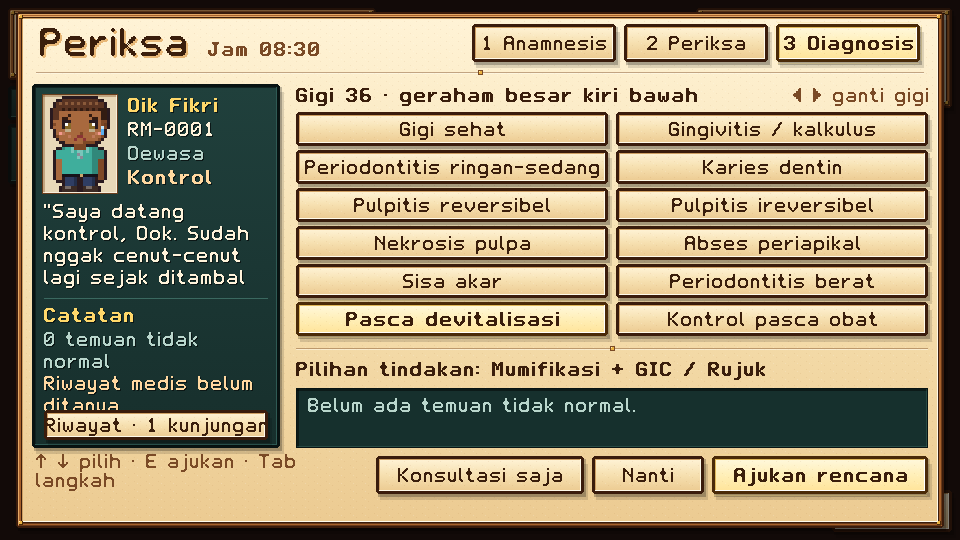 Periksa Jam 08:30
1 Anamnesis
2 Periksa
3 Diagnosis
Dik Fikri
RM-0001
Dewasa
Kontrol
"Saya datang
kontrol, Dok. Sudah
nggak cenut-cenut
lagi sejak ditambal
Catatan
0 temuan tidak
normal
Riwayat medis belum
ditanya
Riwayat · 1 kunjungan
Gigi 36 · geraham besar kiri bawah
ganti gigi
Gigi sehat
Gingivitis / kalkulus
Periodontitis ringan-sedang
Karies dentin
Pulpitis reversibel
Pulpitis ireversibel
Nekrosis pulpa
Abses periapikal
Sisa akar
Periodontitis berat
Pasca devitalisasi
Kontrol pasca obat
Pilihan tindakan: Mumifikasi + GIC / Rujuk
Belum ada temuan tidak normal.
↑ ↓ pilih · E ajukan · Tab
langkah
Konsultasi saja
Nanti
Ajukan rencana